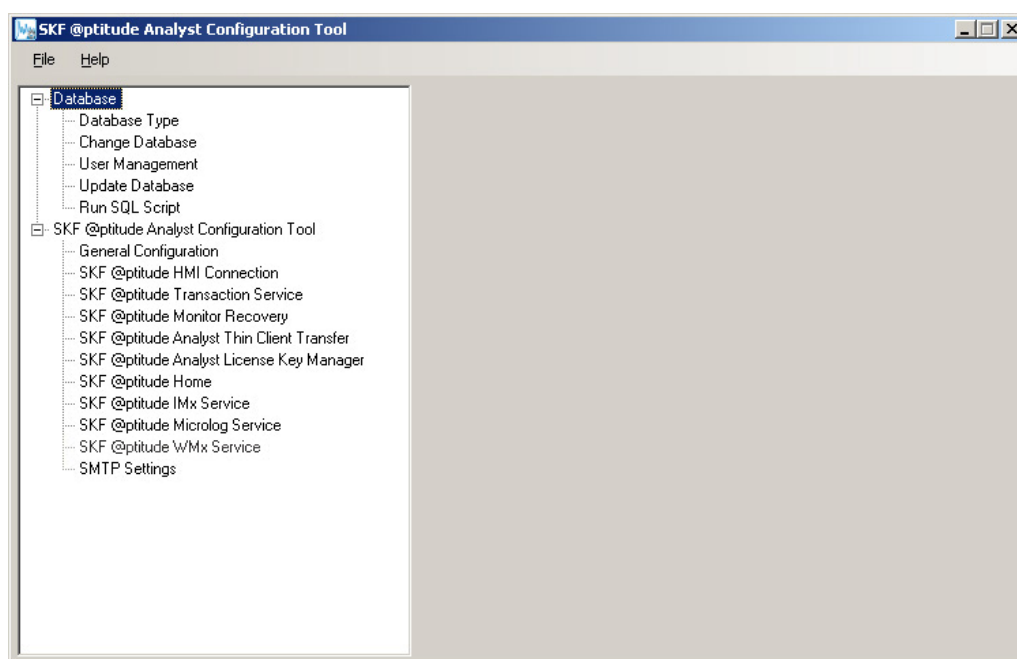 SKF @ptitude Analyst Configuration Tool
File Help
Database
Database Type
Change Database
User Management
Update Database
Run SQL Script
SKF @ptitude Analyst Configuration Tool
General Configuration
SKF @ptitude HMI Connection
SKF @ptitude Transaction Service
SKF @ptitude Monitor Recovery
SKF @ptitude Analyst Thin Client Transfer
SKF @ptitude Analyst License Key Manager
SKF @ptitude Home
SKF @ptitude IMx Service
SKF @ptitude Microlog Service
SKF @ptitude WMx Service
SMTP Settings